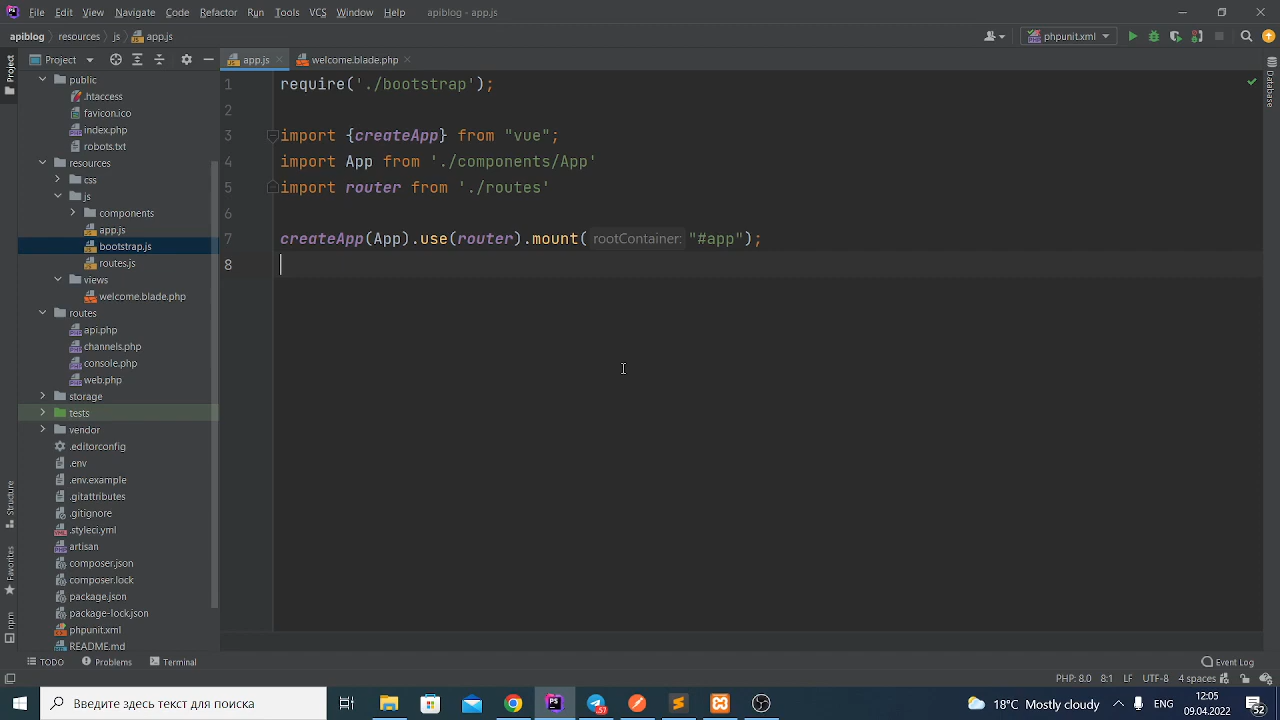 File Edit View Navigate Code Refactor Run Tools VCS Window Help apiblog - app.js
apiblog resources js app.js phpunit.xml
Project app.js welcome.blade.php
Project
Database
Structure
Favorites
npm
public
.htaccess
favicon.ico
index.php
robots.txt
resources
css
js
components
app.js
bootstrap.js
routes.js
views
welcome.blade.php
routes
api.php
channels.php
console.php
web.php
storage
tests
vendor
.editorconfig
.env
.env.example
.gitattributes
.gitignore
.styleci.yml
artisan
composer.json
composer.lock
package.json
package-lock.json
phpunit.xml
README.md
1 require('./bootstrap');
2
3 import {createApp} from "vue";
4 import App from './components/App'
5 import router from './routes'
6
7 createApp(App).use(router).mount( rootContainer: "#app");
8
TODO Problems Terminal Event Log
PHP: 8.0 8:1 LF UTF-8 4 spaces
Введите здесь текст для поиска 57 18°C Mostly cloudy ENG 12:05
09.04.2022 52